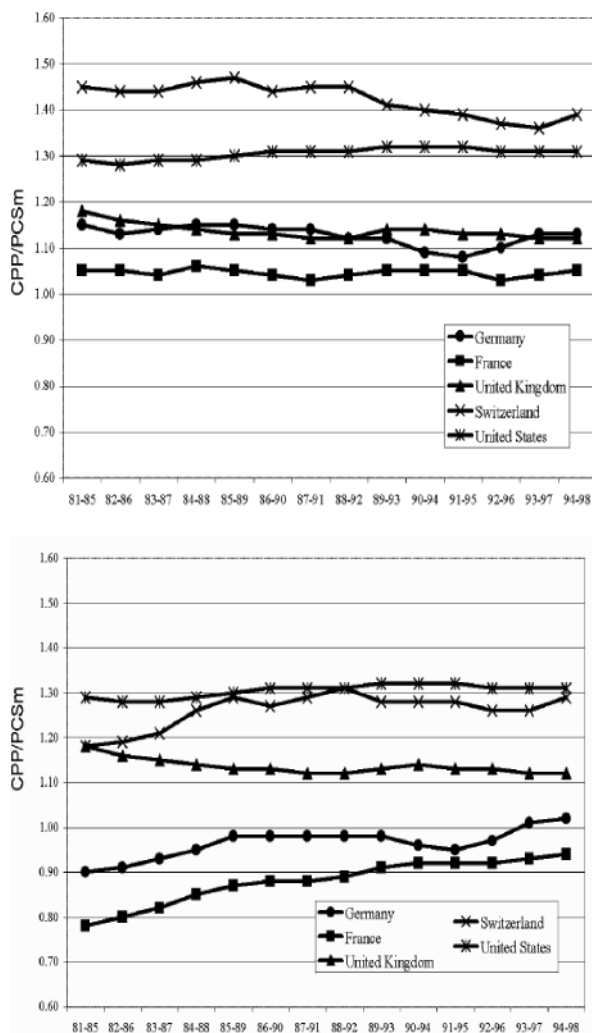 1.60
1.50
1.40
1.30
1.20
1.10
1.00
0.90
0.80
0.70
0.60
CPP/PCSm
Germany
France
United Kingdom
Switzerland
United States
81-85 82-86 83-87 84-88 85-89 86-90 87-91 88-92 89-93 90-94 91-95 92-96 93-97 94-98
1.60
1.50
1.40
1.30
1.20
1.10
1.00
0.90
0.80
0.70
0.60
CPP/PCSm
Germany
France
United Kingdom
Switzerland
United States
81-85 82-86 83-87 84-88 85-89 86-90 87-91 88-92 89-93 90-94 91-95 92-96 93-97 94-98